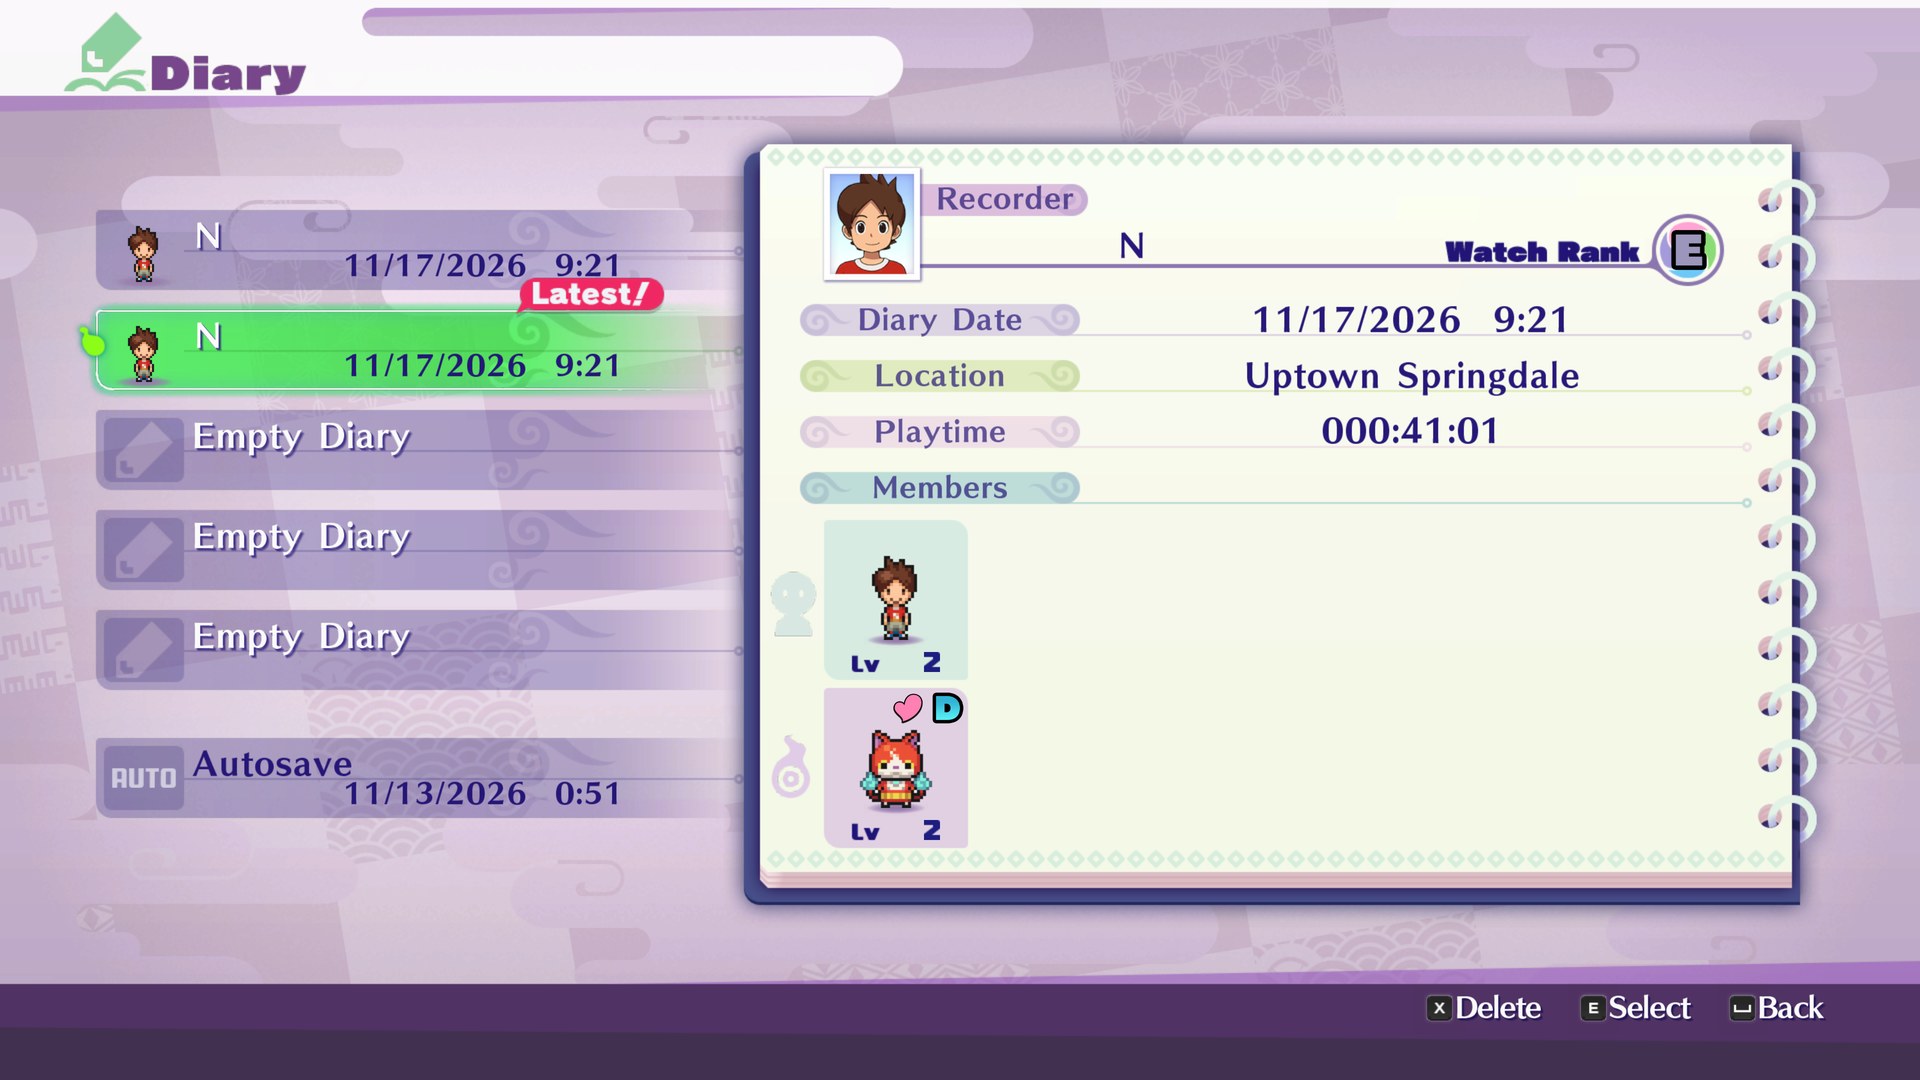 Diary
N
11/17/2026 9:21
Latest!
N
11/17/2026 9:21
Empty Diary
Empty Diary
Empty Diary
AUTO
Autosave
11/13/2026 0:51
Recorder
N
Watch Rank E
Diary Date 11/17/2026 9:21
Location Uptown Springdale
Playtime 000:41:01
Members
Lv 2
D
Lv 2
X Delete E Select Back